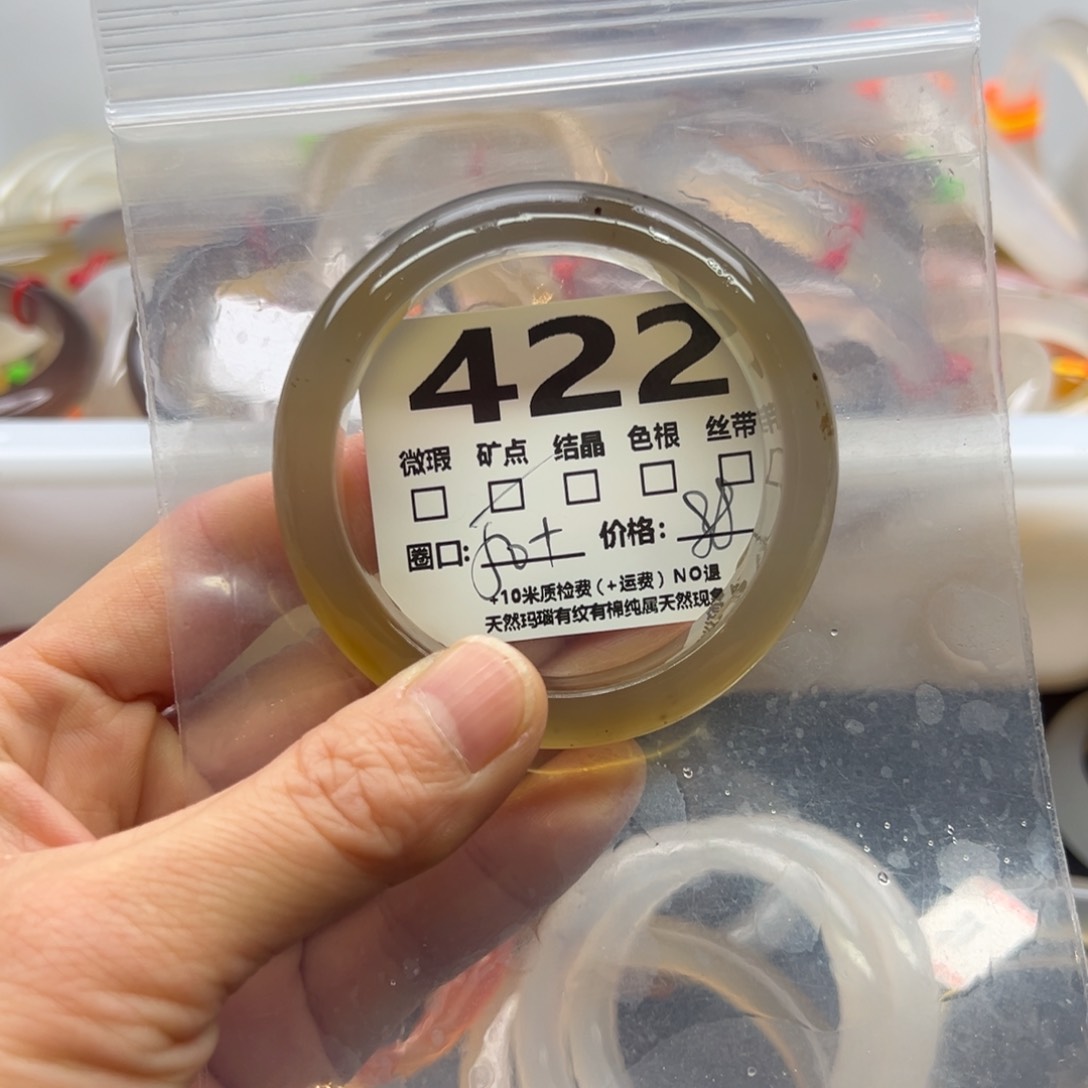 422
微瑕 矿点 结晶 色根 丝带
圈口: 价格: 88
+10米质检费(+运费)NO退
天然玛瑙有纹有棉纯属天然现象